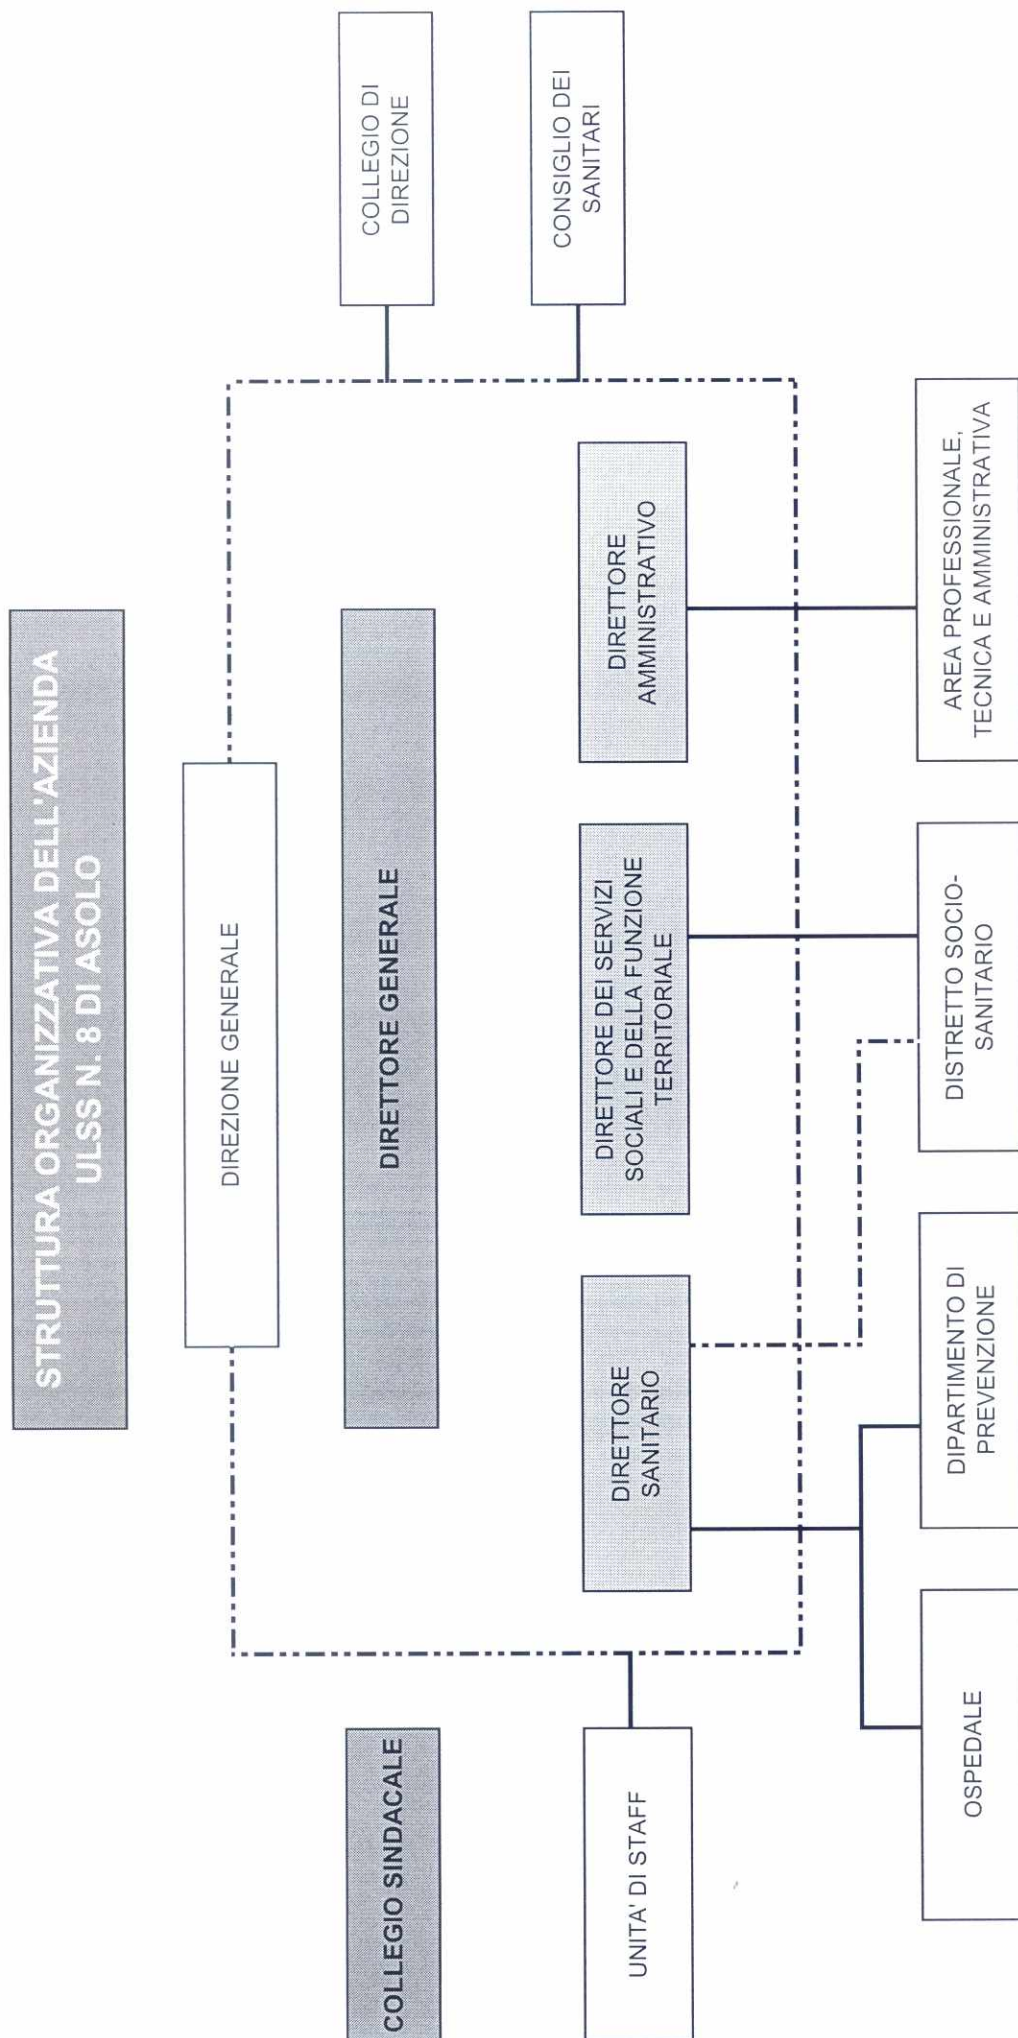 STRUTTURA ORGANIZZATIVA DELL'AZIENDA
ULSS N. 8 DI ASOLO
DIREZIONE GENERALE
COLLEGIO SINDACALE
DIRETTORE GENERALE
COLLEGIO DI
DIREZIONE
UNITA' DI STAFF
DIRETTORE
SANITARIO
DIRETTORE DEI SERVIZI
SOCIALI E DELLA FUNZIONE
TERRITORIALE
DIRETTORE
AMMINISTRATIVO
CONSIGLIO DEI
SANITARI
OSPEDALE
DIPARTIMENTO DI
PREVENZIONE
DISTRETTO SOCIO-
SANITARIO
AREA PROFESSIONALE,
TECNICA E AMMINISTRATIVA